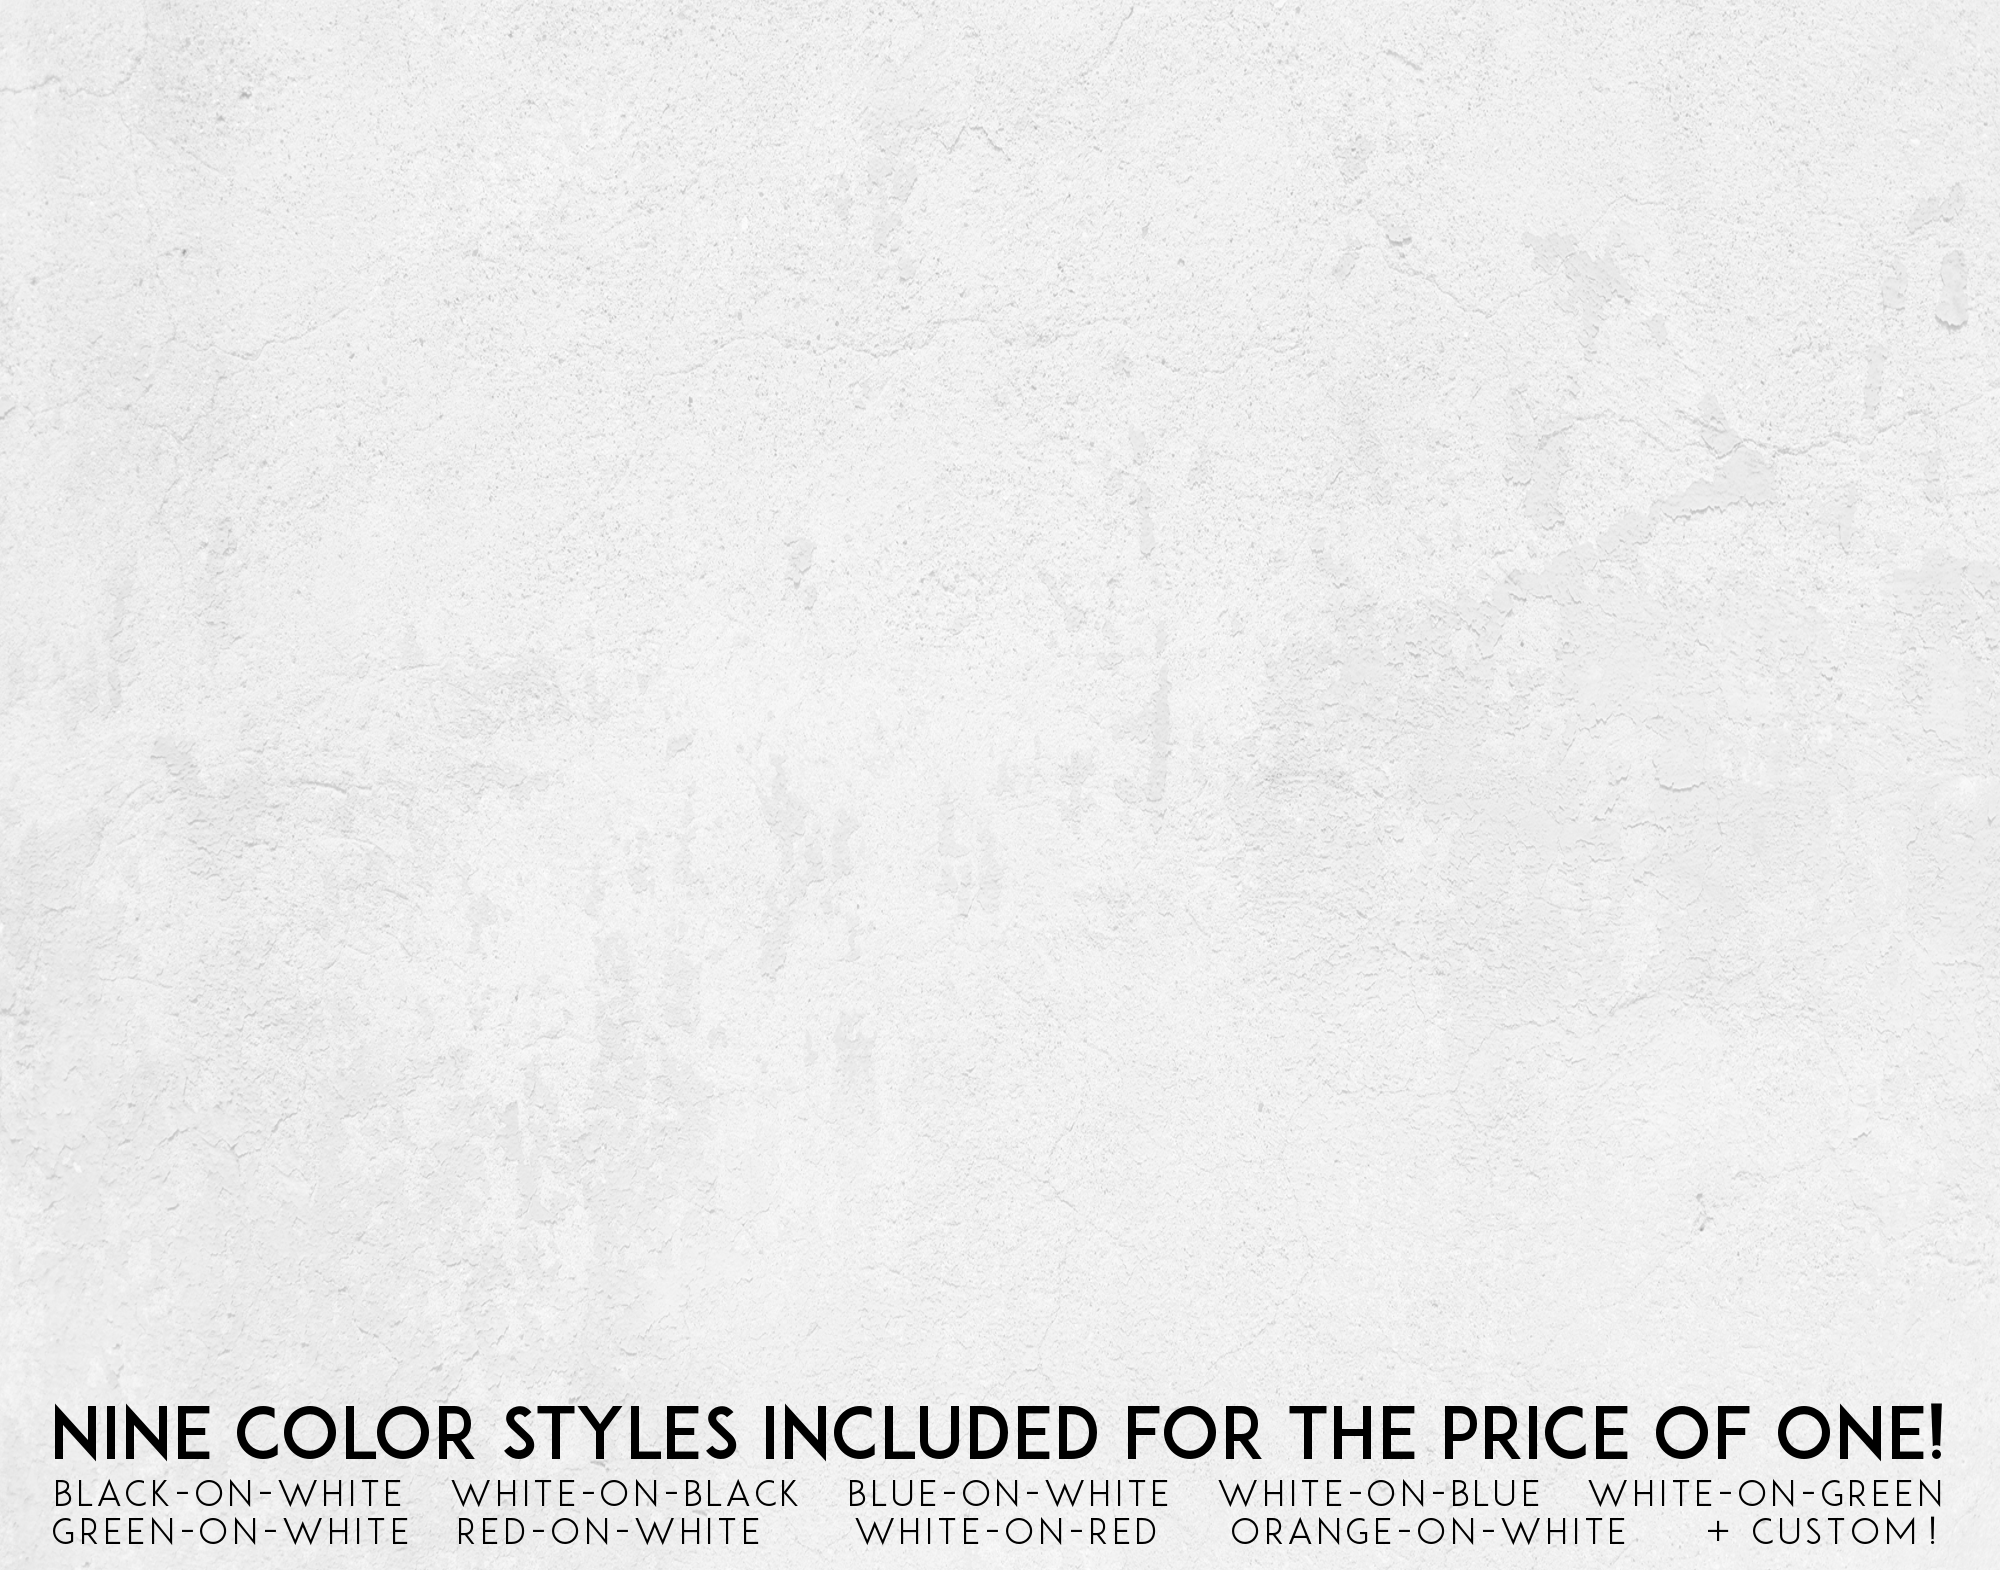 NINE COLOR STYLES INCLUDED FOR THE PRICE OF ONE!
BLACK-ON-WHITE WHITE-ON-BLACK BLUE-ON-WHITE WHITE-ON-BLUE WHITE-ON-GREEN
GREEN-ON-WHITE RED-ON-WHITE WHITE-ON-RED ORANGE-ON-WHITE + CUSTOM!